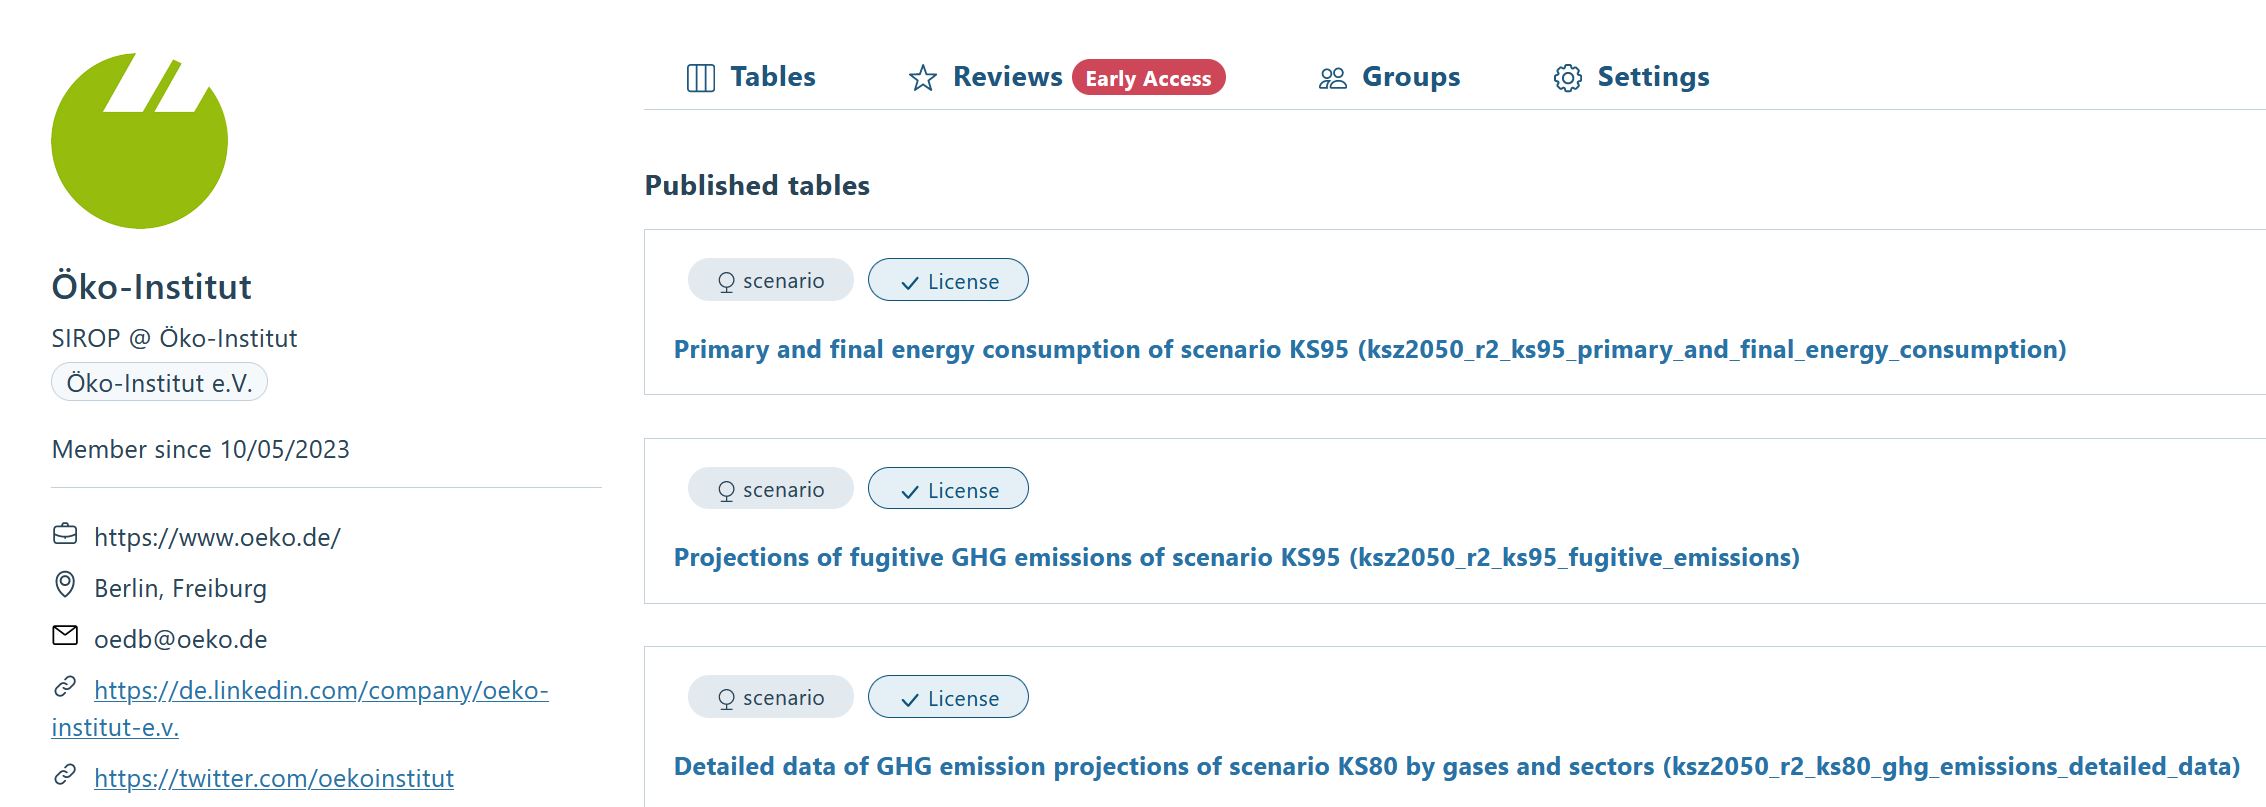 Öko-Institut
SIROP @ Öko-Institut
Öko-Institut e.V.
Member since 10/05/2023
https://www.oeko.de/
Berlin, Freiburg
oedb@oeko.de
https://de.linkedin.com/company/oeko-
institut-e.v.
https://twitter.com/oekoinstitut
Tables Reviews Early Access Groups Settings
Published tables
scenario License
Primary and final energy consumption of scenario KS95 (ksz2050_r2_ks95_primary_and_final_energy_consumption)
scenario License
Projections of fugitive GHG emissions of scenario KS95 (ksz2050_r2_ks95_fugitive_emissions)
scenario License
Detailed data of GHG emission projections of scenario KS80 by gases and sectors (ksz2050_r2_ks80_ghg_emissions_detailed_data)